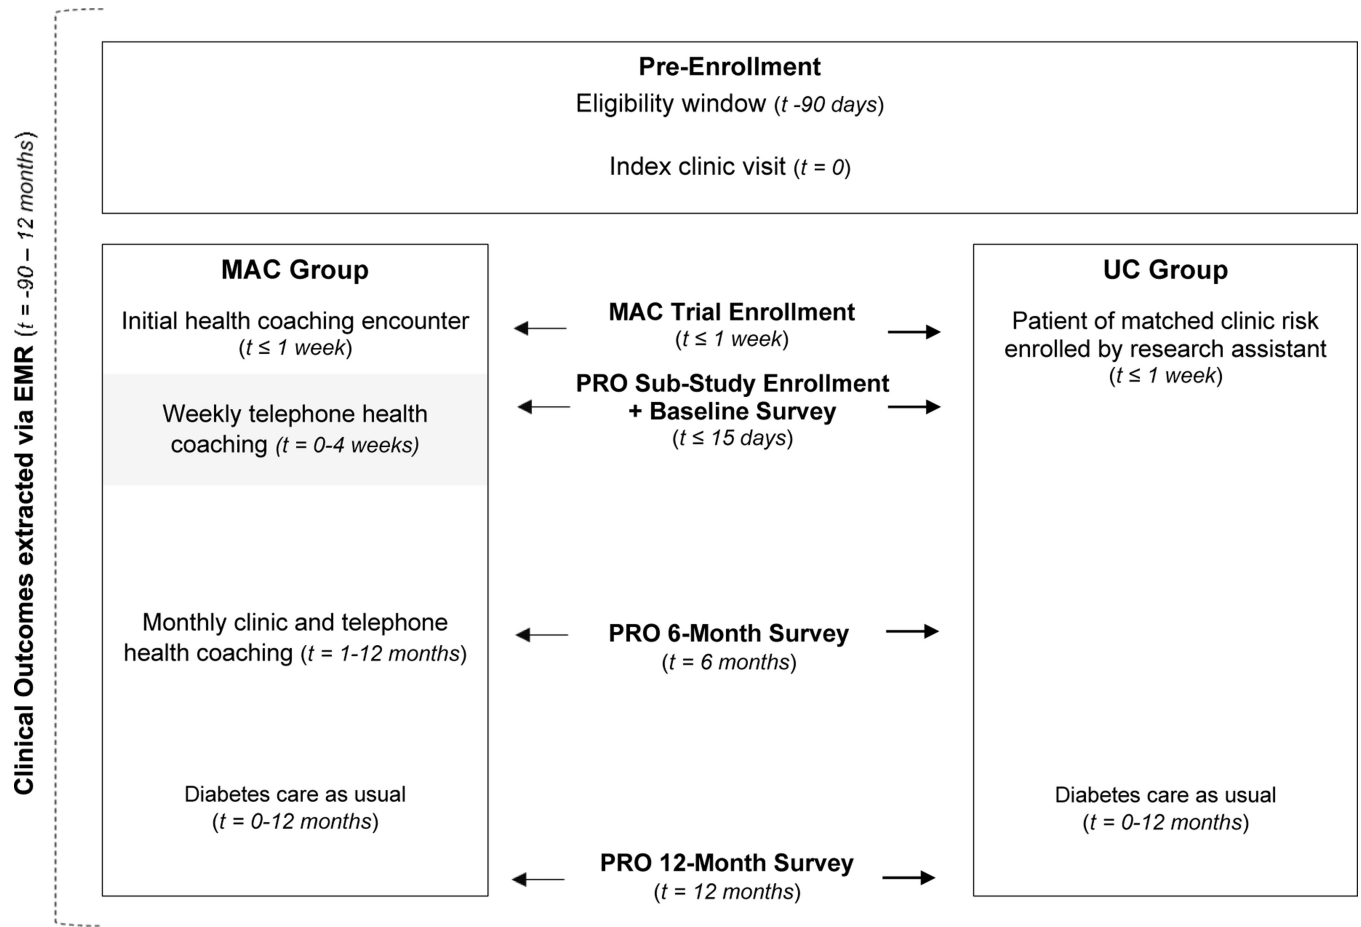 Clinical Outcomes extracted via EMR (t = -90 – 12 months)
Pre-Enrollment
Eligibility window (t -90 days)
Index clinic visit (t = 0)
MAC Group
Initial health coaching encounter
(t ≤ 1 week)
Weekly telephone health
coaching (t = 0-4 weeks)
Monthly clinic and telephone
health coaching (t = 1-12 months)
Diabetes care as usual
(t = 0-12 months)
MAC Trial Enrollment
(t ≤ 1 week)
PRO Sub-Study Enrollment
+ Baseline Survey
(t ≤ 15 days)
PRO 6-Month Survey
(t = 6 months)
PRO 12-Month Survey
(t = 12 months)
UC Group
Patient of matched clinic risk
enrolled by research assistant
(t ≤ 1 week)
Diabetes care as usual
(t = 0-12 months)